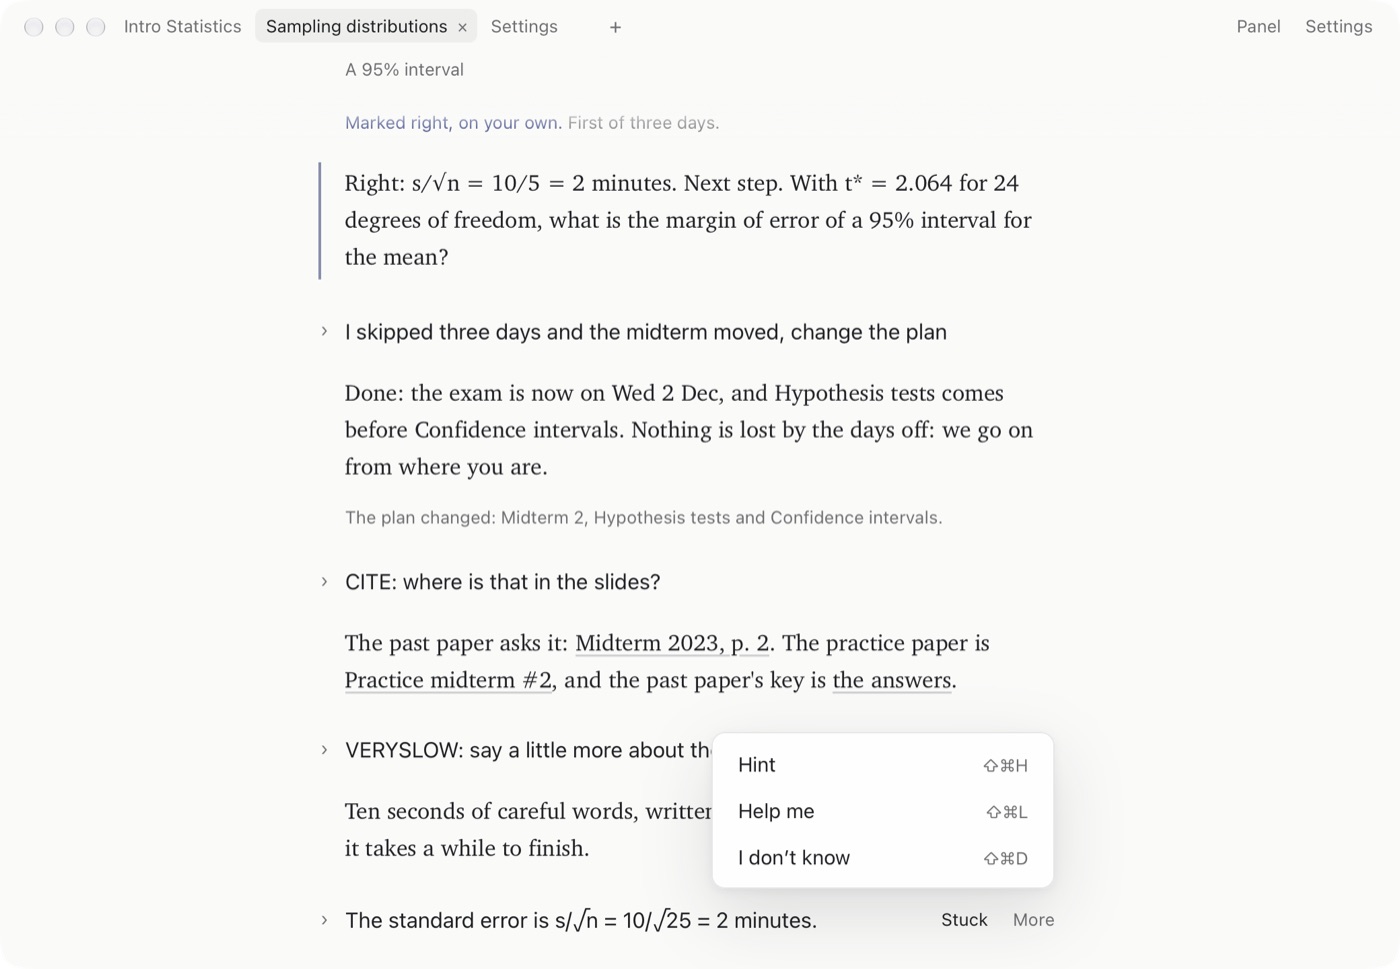 Intro Statistics
Sampling distributions ×
Settings
+
Panel
Settings
A 95% interval
Marked right, on your own. First of three days.
Right: s/√n = 10/5 = 2 minutes. Next step. With t* = 2.064 for 24
degrees of freedom, what is the margin of error of a 95% interval for
the mean?
› I skipped three days and the midterm moved, change the plan
Done: the exam is now on Wed 2 Dec, and Hypothesis tests comes
before Confidence intervals. Nothing is lost by the days off: we go on
from where you are.
The plan changed: Midterm 2, Hypothesis tests and Confidence intervals.
› CITE: where is that in the slides?
The past paper asks it: Midterm 2023, p. 2. The practice paper is
Practice midterm #2, and the past paper's key is the answers.
› VERYSLOW: say a little more about
Ten seconds of careful words,
it takes a while to finish.
Hint ⇧⌘H
Help me ⇧⌘L
I don’t know ⇧⌘D
› The standard error is s/√n = 10/√25 = 2 minutes.
Stuck
More